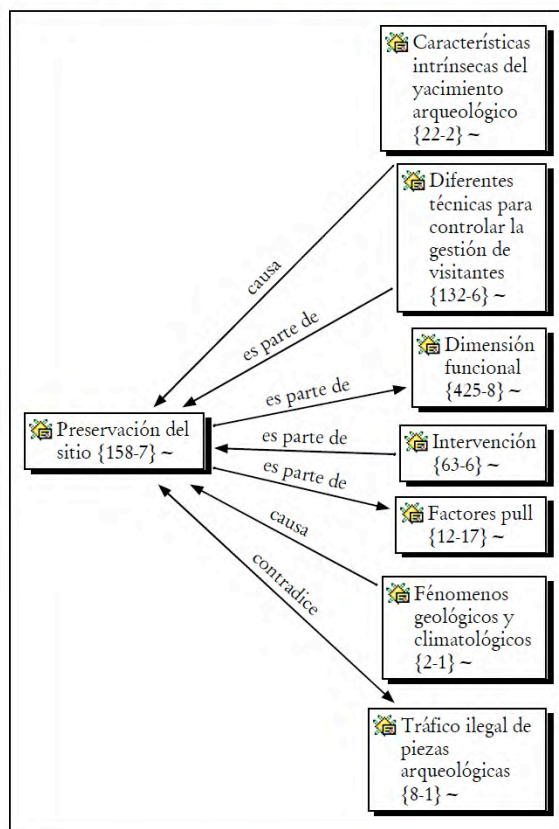 Características
intrínsecas del
yacimiento
arqueológico
{22-2} ~
Diferentes
técnicas para
controlar la
gestión de
visitantes
{132-6} ~
causa
es parte de
Dimensión
funcional
{425-8} ~
es parte de
Preservación del
sitio {158-7} ~
es parte de
Intervención
{63-6} ~
es parte de
Factores pull
{12-17} ~
causa
contradice
Fénomenos
geológicos y
climatológicos
{2-1} ~
Tráfico ilegal de
piezas
arqueológicas
{8-1} ~